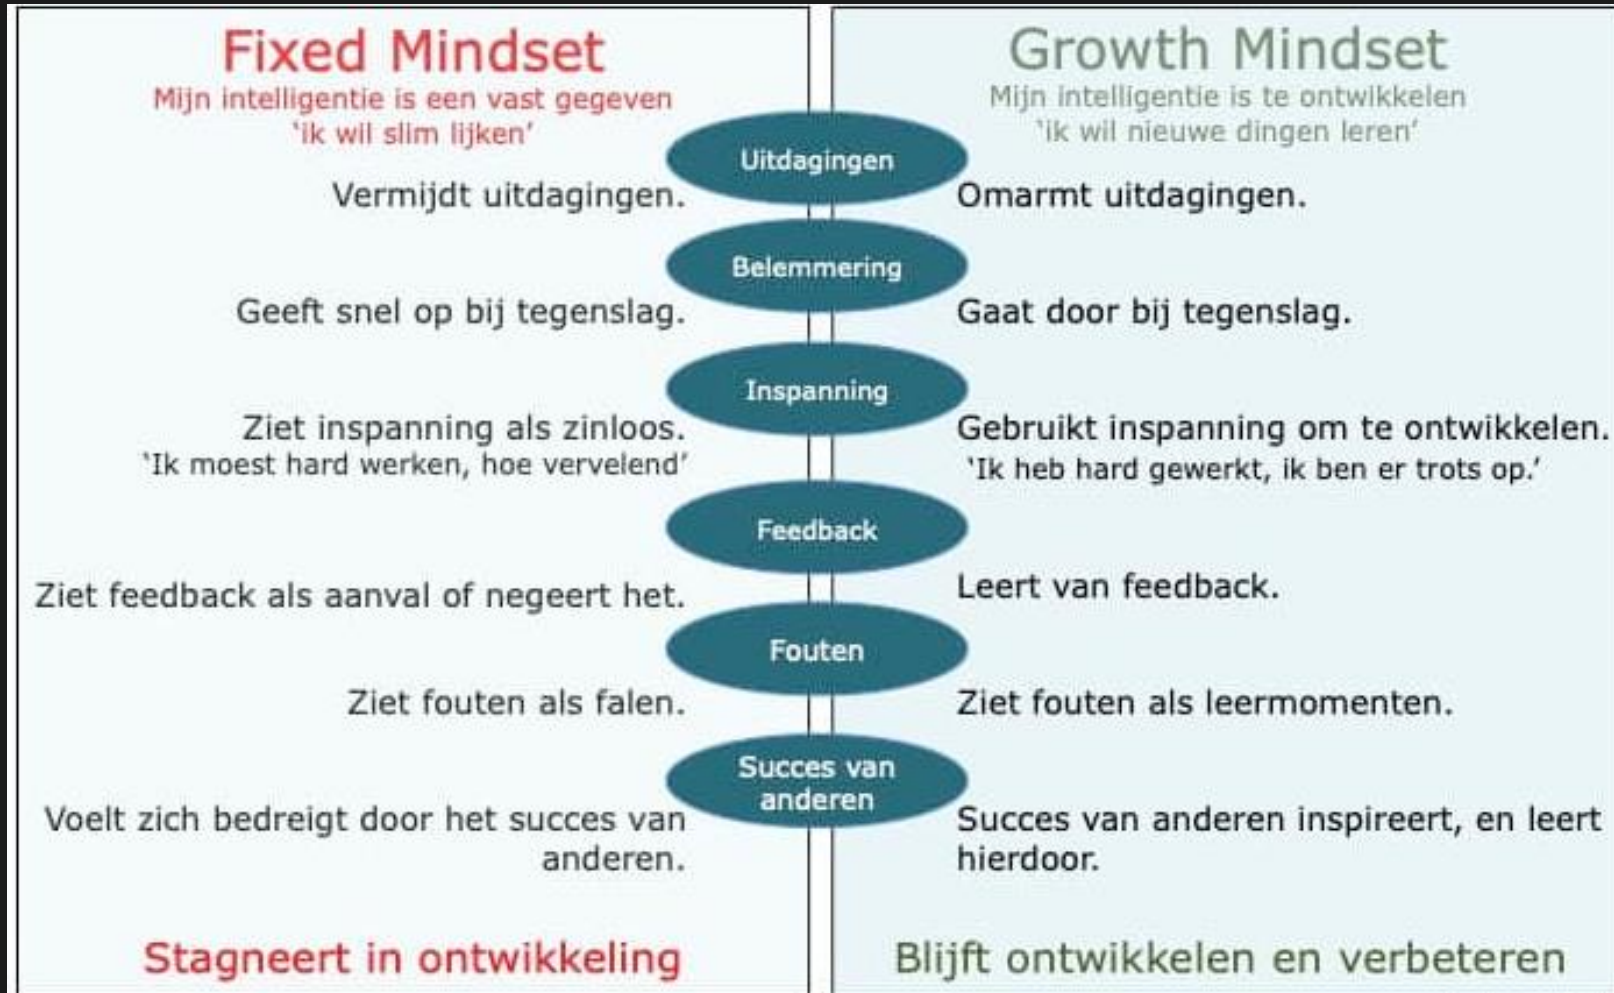 Fixed Mindset
Mijn intelligentie is een vast gegeven
‘ik wil slim lijken’
Growth Mindset
Mijn intelligentie is te ontwikkelen
‘ik wil nieuwe dingen leren’
Uitdagingen
Vermijdt uitdagingen.
Omarmt uitdagingen.
Belemmering
Geeft snel op bij tegenslag.
Gaat door bij tegenslag.
Inspanning
Ziet inspanning als zinloos.
‘Ik moest hard werken, hoe vervelend’
Gebruikt inspanning om te ontwikkelen.
‘Ik heb hard gewerkt, ik ben er trots op.’
Feedback
Ziet feedback als aanval of negeert het.
Leert van feedback.
Fouten
Ziet fouten als falen.
Ziet fouten als leermomenten.
Succes van
anderen
Voelt zich bedreigt door het succes van
anderen.
Succes van anderen inspireert, en leert
hierdoor.
Stagneert in ontwikkeling
Blijft ontwikkelen en verbeteren